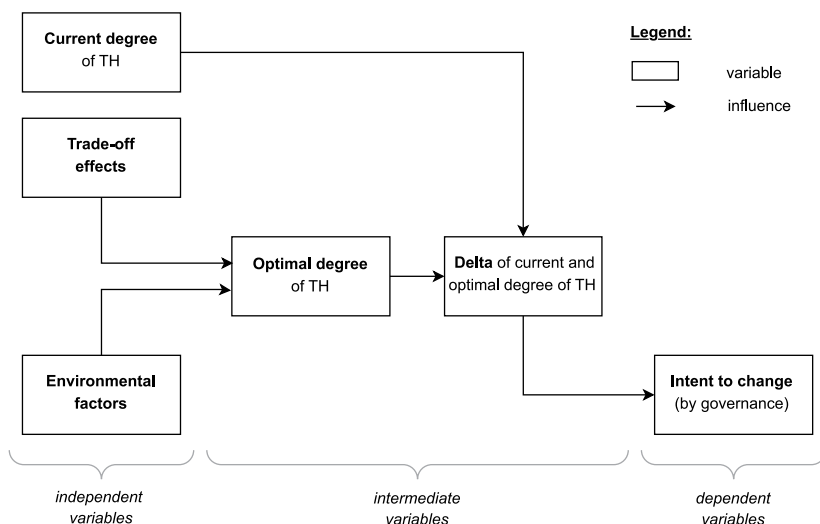 Current degree
of TH
Legend:
variable
influence
Trade-off
effects
Optimal degree
of TH
Delta of current and
optimal degree of TH
Environmental
factors
Intent to change
(by governance)
independent
variables
intermediate
variables
dependent
variables